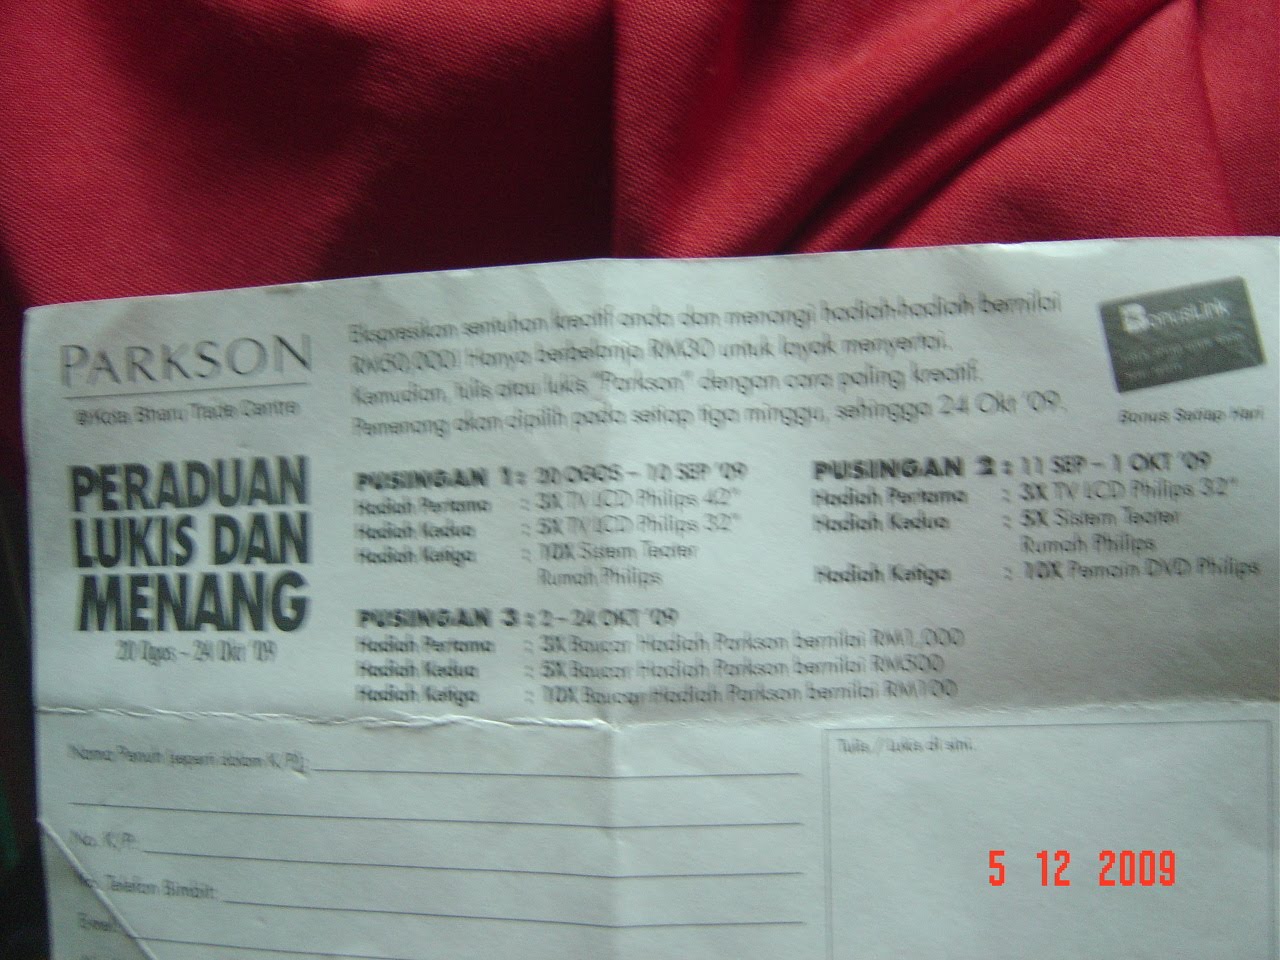 PARKSON
@Kota Bharu Trade Centre
PERADUAN
LUKIS DAN
MENANG
20 Ogos - 24 Okt '09
Ekspresikan sentuhan kreatif anda dan menangi hadiah-hadiah bernilai
RM50,000! Hanya berbelanja RM30 untuk layak menyertai.
Kemudian, tulis atau lukis "Parkson" dengan cara paling kreatif.
Pemenang akan dipilih pada setiap tiga minggu, sehingga 24 Okt '09.
BonusLink
Bonus Setiap Hari
PUSINGAN 1: 20 OGOS - 10 SEP '09
Hadiah Pertama : 3X TV LCD Philips 42"
Hadiah Kedua : 5X TV LCD Philips 32"
Hadiah Ketiga : 10X Sistem Teater
Rumah Philips
PUSINGAN 2: 11 SEP - 1 OKT '09
Hadiah Pertama : 3X TV LCD Philips 32"
Hadiah Kedua : 5X Sistem Teater
Rumah Philips
Hadiah Ketiga : 10X Pemain DVD Philips
PUSINGAN 3: 2 - 24 OKT '09
Hadiah Pertama : 3X Baucar Hadiah Parkson bernilai RM1,000
Hadiah Kedua : 5X Baucar Hadiah Parkson bernilai RM500
Hadiah Ketiga : 10X Baucar Hadiah Parkson bernilai RM100
Nama Penuh (seperti dalam K/P):
No. K/P:
No. Telefon Bimbit:
E-mel:
Tulis / Lukis di sini.
5 12 2009